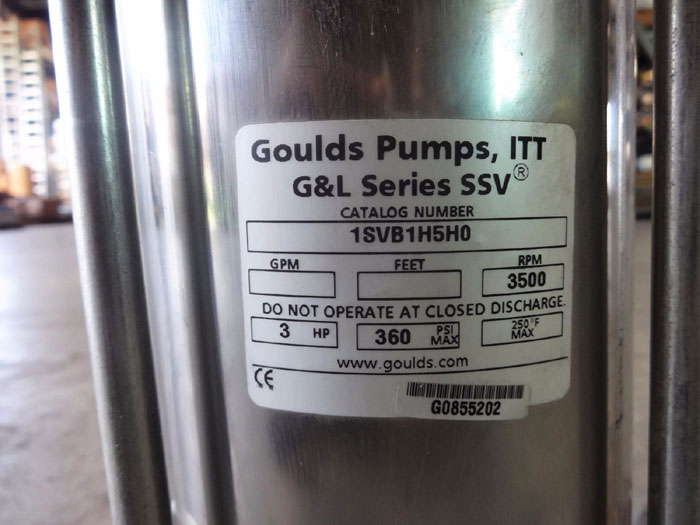 Goulds Pumps, ITT
G&L Series SSV®
CATALOG NUMBER
1SVB1H5H0
GPM FEET RPM
3500
DO NOT OPERATE AT CLOSED DISCHARGE.
3 HP 360 PSI MAX 250°F MAX
www.goulds.com
CE
G0855202